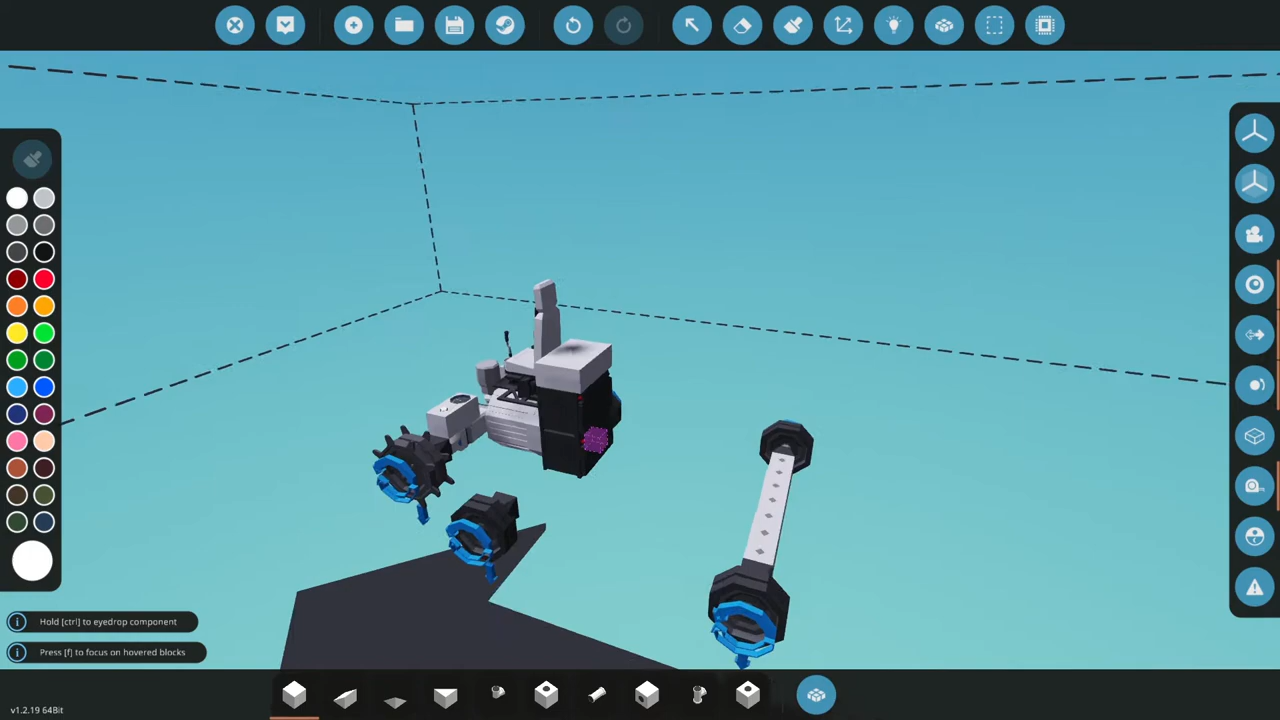 Hold [ctrl] to eyedrop component
Press [f] to focus on hovered blocks
v1.2.19 64Bit